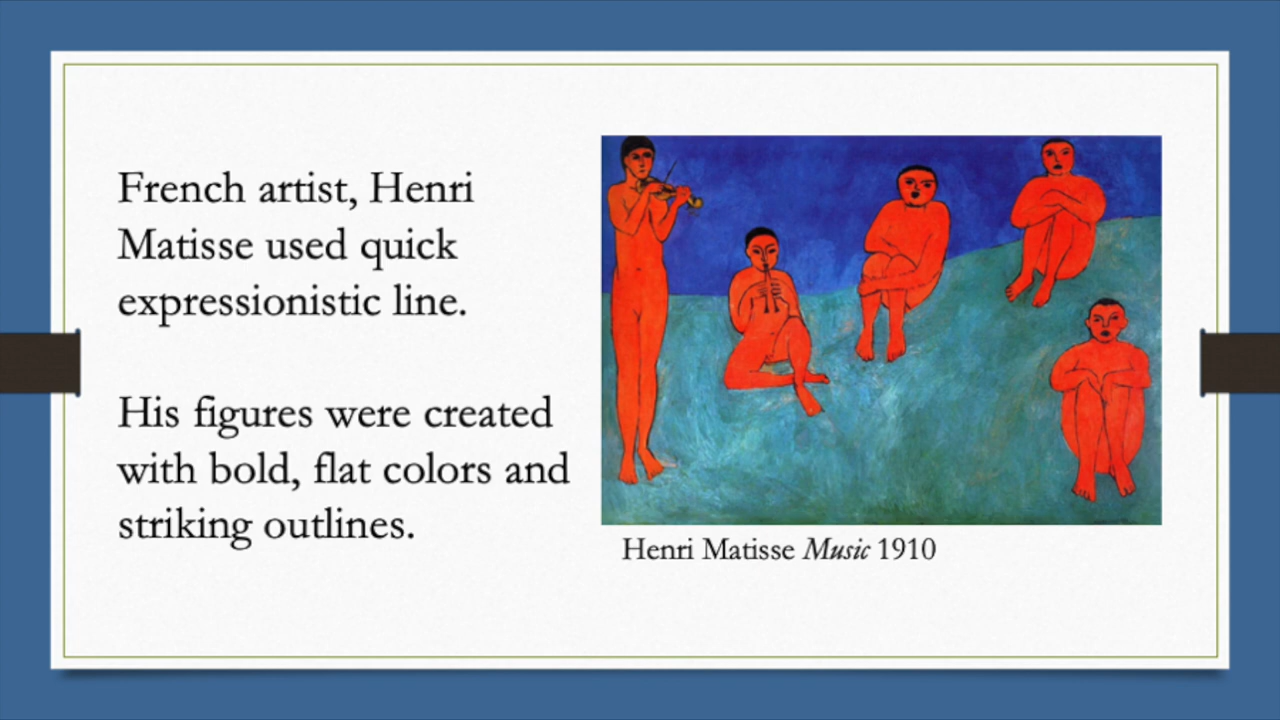 French artist, Henri
Matisse used quick
expressionistic line.
His figures were created
with bold, flat colors and
striking outlines.
Henri Matisse Music 1910